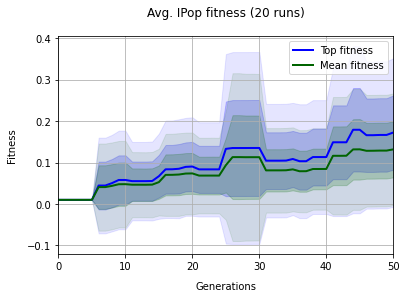 Avg. IPop fitness (20 runs)
0.4
0.3
0.2
0.1
0.0
−0.1
Fitness
Top fitness
Mean fitness
0 10 20 30 40 50
Generations